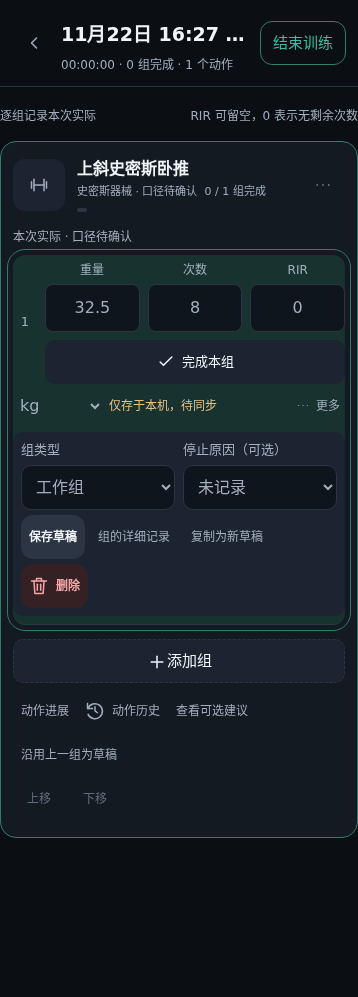 11月22日 16:27 ...
结束训练
00:00:00 · 0 组完成 · 1 个动作
逐组记录本次实际
RIR 可留空，0 表示无剩余次数
上斜史密斯卧推
史密斯器械 · 口径待确认 0 / 1 组完成
...
本次实际 · 口径待确认
重量 次数 RIR
1 32.5 8 0
完成本组
kg 仅存于本机，待同步 ... 更多
组类型 停止原因（可选）
工作组 未记录
保存草稿 组的详细记录 复制为新草稿
删除
添加组
动作进展 动作历史 查看可选建议
沿用上一组为草稿
上移 下移